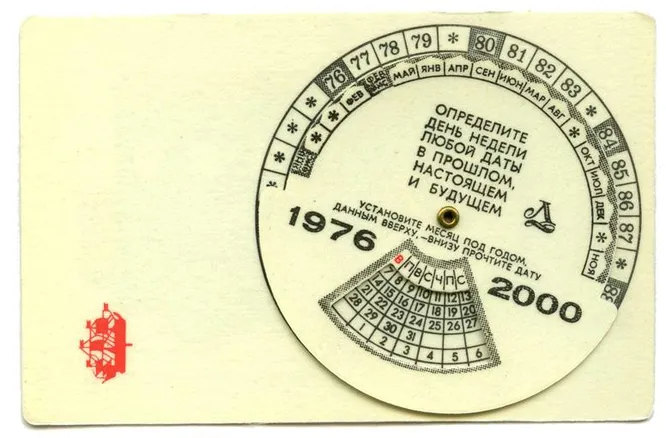 * * * 76 77 78 79 * 80 81 82 83 * 84 85 86 87 * 88
* * ФЕВ МАЙ ЯНВ АПР СЕН ИЮН МАР АВГ * ОКТ ИЮЛ ДЕК * НОЯ
ОПРЕДЕЛИТЕ
ДЕНЬ НЕДЕЛИ
ЛЮБОЙ ДАТЫ
В ПРОШЛОМ,
НАСТОЯЩЕМ
И БУДУЩЕМ
УСТАНОВИТЕ МЕСЯЦ ПОД ГОДОМ,
ДАННЫМ ВВЕРХУ,—ВНИЗУ ПРОЧТИТЕ ДАТУ
1976
2000
В П В С Ч П С
7 8 9 10 11 12 13
14 15 16 17 18 19 20
21 22 23 24 25 26 27
28 29 30 31
1 2 3 4 5 6